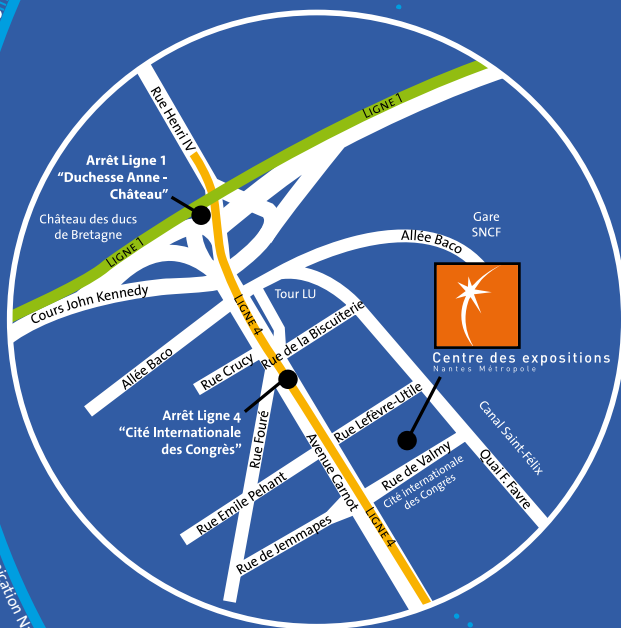 Rue Henri IV
LIGNE 1
Arrêt Ligne 1
“Duchesse Anne -
Château”
Château des ducs
de Bretagne
LIGNE 1
Gare
SNCF
Allée Baco
Cours John Kennedy
Tour LU
LIGNE 4
Rue de la Biscuiterie
Centre des expositions
Nantes Métropole
Allée Baco
Rue Crucy
Arrêt Ligne 4
“Cité Internationale
des Congrès”
Rue Fouré
Rue Lefèvre-Utile
Canal Saint-Félix
Avenue Carnot
Rue de Valmy
Cité internationale
des Congres
Quai F. Favre
Rue Emile Pehant
LIGNE 4
Rue de Jemmapes